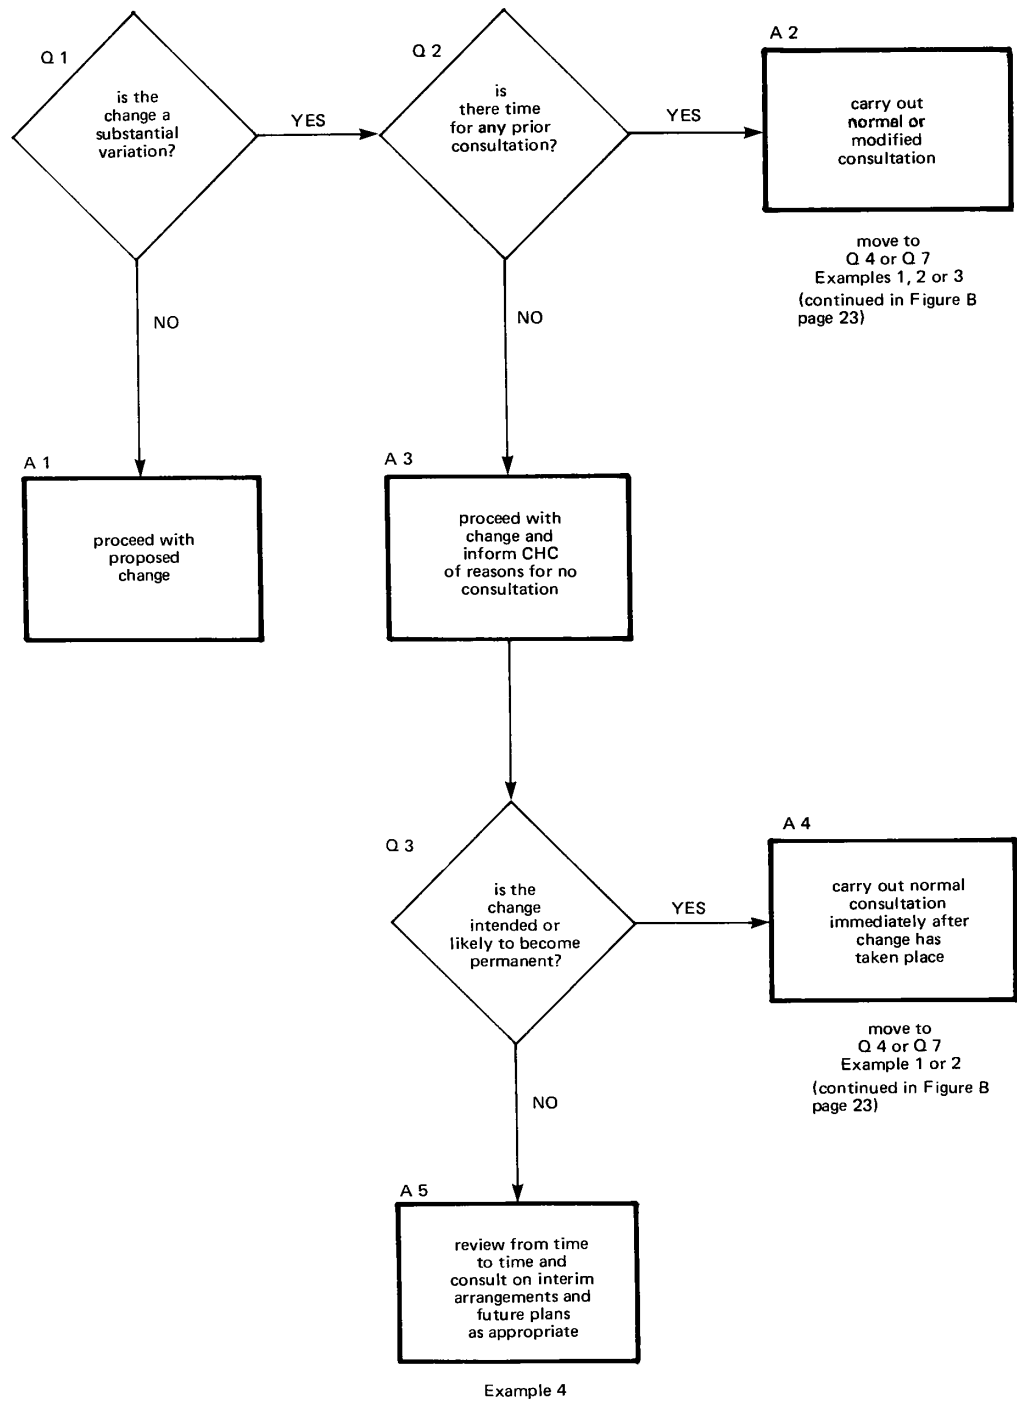 Q 1
is the
change a
substantial
variation?
YES
NO
Q 2
is
there time
for any prior
consultation?
YES
NO
A 2
carry out
normal or
modified
consultation
move to
Q 4 or Q 7
Examples 1, 2 or 3
(continued in Figure B
page 23)
A 1
proceed with
proposed
change
A 3
proceed with
change and
inform CHC
of reasons for no
consultation
Q 3
is the
change
intended or
likely to become
permanent?
YES
NO
A 4
carry out normal
consultation
immediately after
change has
taken place
move to
Q 4 or Q 7
Example 1 or 2
(continued in Figure B
page 23)
A 5
review from time
to time and
consult on interim
arrangements and
future plans
as appropriate
Example 4